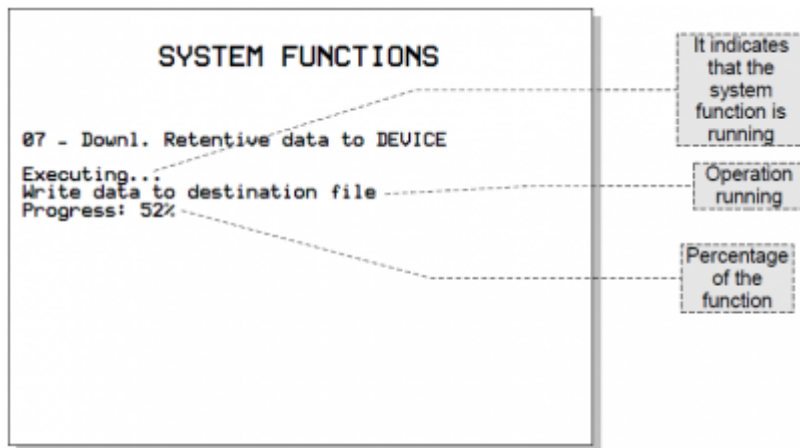 SYSTEM FUNCTIONS
07 - Downl. Retentive data to DEVICE
Executing...
Write data to destination file
Progress: 52%
It indicates
that the
system
function is
running
Operation
running
Percentage
of the
function